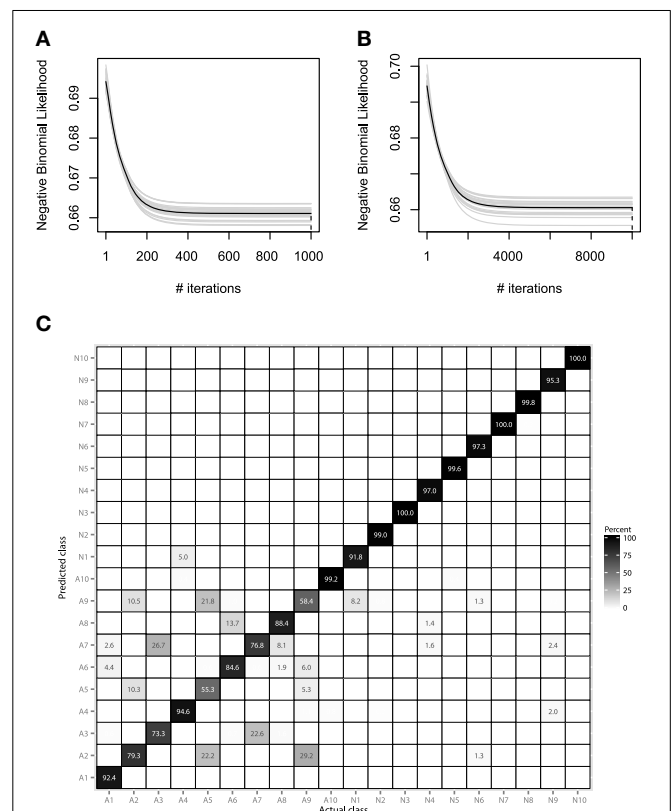 A
B
Negative Binomial Likelihood
0.69
0.68
0.67
0.66
1 200 400 600 800 1000
# iterations
Negative Binomial Likelihood
0.70
0.68
0.66
1 4000 8000
# iterations
C
Predicted class
N10 100.0
N9 95.3
N8 99.8
N7 100.0
N6 97.3
N5 99.6
N4 97.0
N3 100.0
N2 99.0
N1 5.0 91.8
A10 99.2
A9 10.5 21.8 58.4 8.2 1.3
A8 13.7 88.4 1.4
A7 2.6 26.7 76.8 8.1 1.6 2.4
A6 4.4 84.6 1.9 6.0
A5 10.3 55.3 5.3
A4 94.6 2.0
A3 73.3 22.6
A2 79.3 22.2 29.2 1.3
A1 92.4
A1 A2 A3 A4 A5 A6 A7 A8 A9 A10 N1 N2 N3 N4 N5 N6 N7 N8 N9 N10
Actual class
Percent
100
75
50
25
0